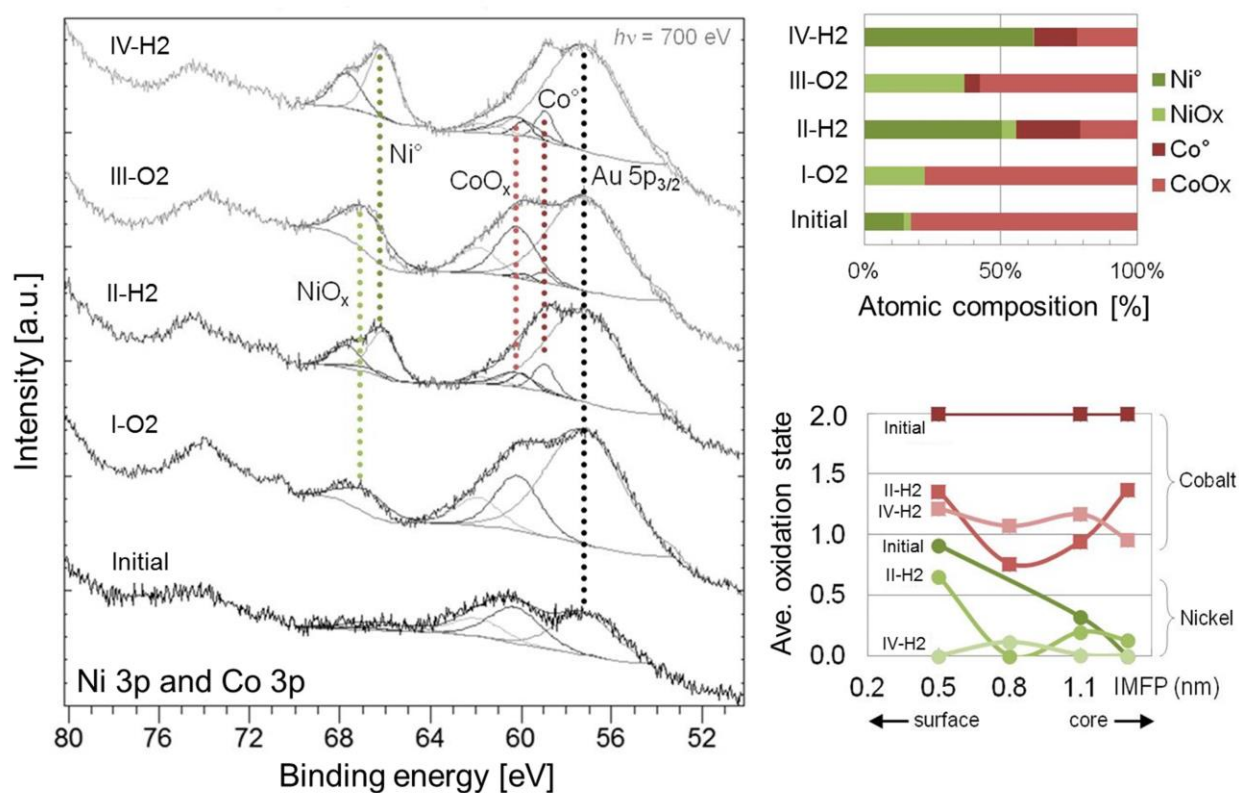 IV-H2
hν = 700 eV
Co°
Ni°
III-O2
CoOx
Au 5p3/2
NiOx
II-H2
I-O2
Initial
Ni 3p and Co 3p
Intensity [a.u.]
80 76 72 68 64 60 56 52
Binding energy [eV]
IV-H2
III-O2
II-H2
I-O2
Initial
Ni°
NiOx
Co°
CoOx
0% 50% 100%
Atomic composition [%]
Ave. oxidation state
2.0
1.5
1.0
0.5
0.0
Initial
II-H2
IV-H2
Initial
II-H2
IV-H2
Cobalt
Nickel
0.2 0.5 0.8 1.1 IMFP (nm)
surface core